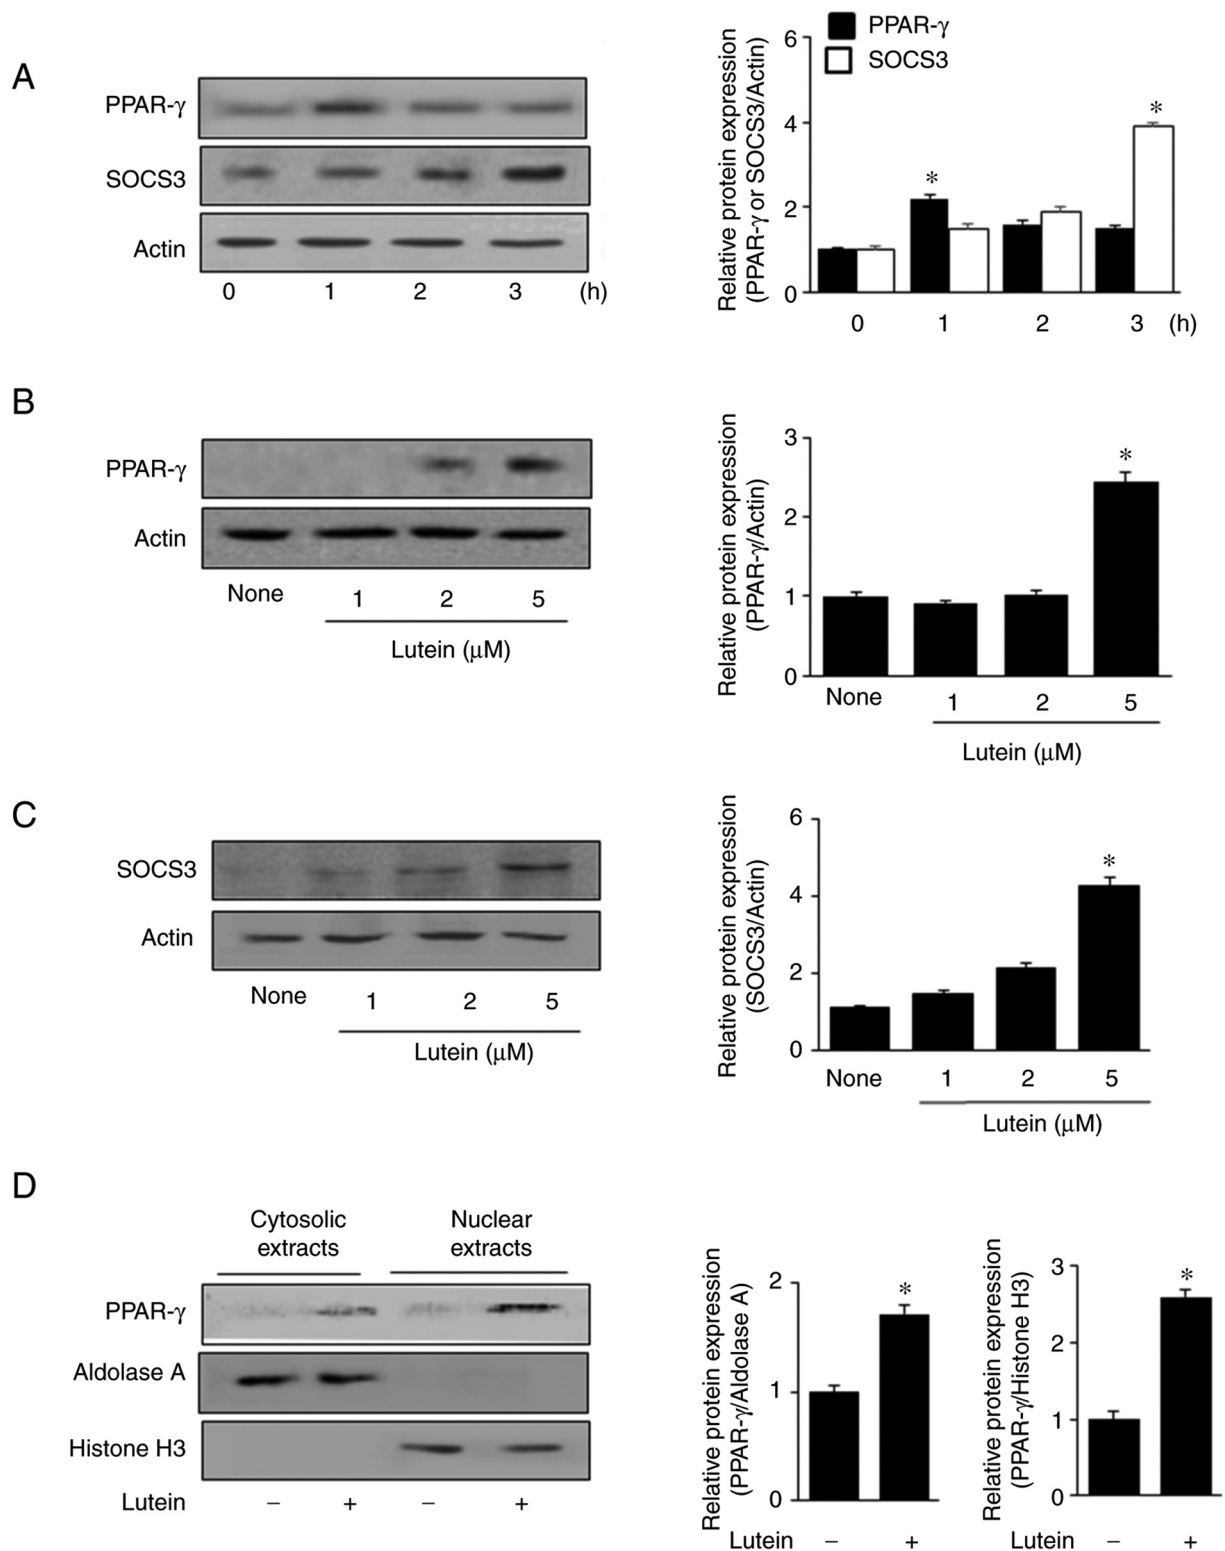 A
PPAR-γ
SOCS3
Actin
0 1 2 3 (h)
Relative protein expression
(PPAR-γ or SOCS3/Actin)
6
4
2
0
PPAR-γ
SOCS3
*
*
0 1 2 3 (h)
B
PPAR-γ
Actin
None 1 2 5
Lutein (μM)
Relative protein expression
(PPAR-γ/Actin)
3
2
1
0
*
None 1 2 5
Lutein (μM)
C
SOCS3
Actin
None 1 2 5
Lutein (μM)
Relative protein expression
(SOCS3/Actin)
6
4
2
0
*
None 1 2 5
Lutein (μM)
D
Cytosolic
extracts
Nuclear
extracts
PPAR-γ
Aldolase A
Histone H3
Lutein − + − +
Relative protein expression
(PPAR-γ/Aldolase A)
2
1
0
*
Lutein − +
Relative protein expression
(PPAR-γ/Histone H3)
3
2
1
0
*
Lutein − +